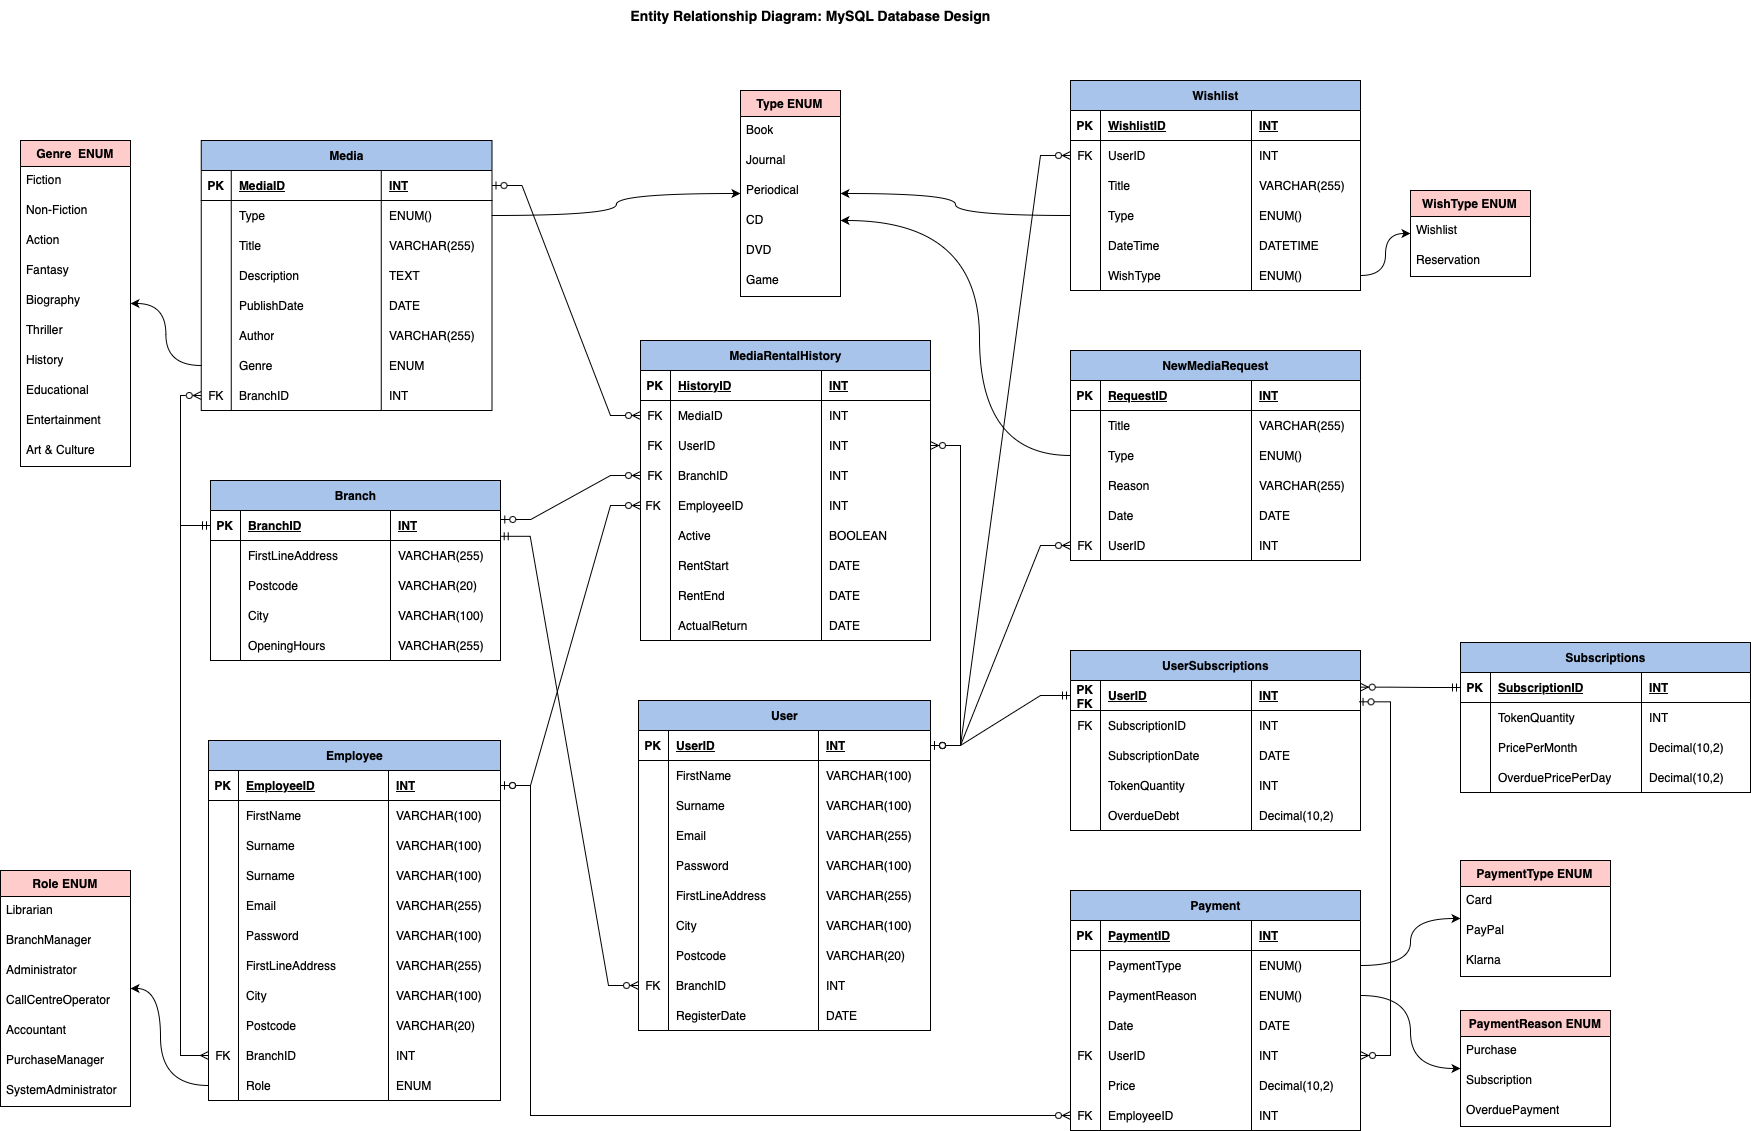 Entity Relationship Diagram: MySQL Database Design
Genre ENUM
Fiction
Non-Fiction
Action
Fantasy
Biography
Thriller
History
Educational
Entertainment
Art & Culture
Media
PK MediaID INT
Type ENUM()
Title VARCHAR(255)
Description TEXT
PublishDate DATE
Author VARCHAR(255)
Genre ENUM
FK BranchID INT
Type ENUM
Book
Journal
Periodical
CD
DVD
Game
Wishlist
PK WishlistID INT
FK UserID INT
Title VARCHAR(255)
Type ENUM()
DateTime DATETIME
WishType ENUM()
WishType ENUM
Wishlist
Reservation
MediaRentalHistory
PK HistoryID INT
FK MediaID INT
FK UserID INT
FK BranchID INT
FK EmployeeID INT
Active BOOLEAN
RentStart DATE
RentEnd DATE
ActualReturn DATE
NewMediaRequest
PK RequestID INT
Title VARCHAR(255)
Type ENUM()
Reason VARCHAR(255)
Date DATE
FK UserID INT
Branch
PK BranchID INT
FirstLineAddress VARCHAR(255)
Postcode VARCHAR(20)
City VARCHAR(100)
OpeningHours VARCHAR(255)
UserSubscriptions
PK
FK UserID INT
FK SubscriptionID INT
SubscriptionDate DATE
TokenQuantity INT
OverdueDebt Decimal(10,2)
Subscriptions
PK SubscriptionID INT
TokenQuantity INT
PricePerMonth Decimal(10,2)
OverduePricePerDay Decimal(10,2)
User
PK UserID INT
FirstName VARCHAR(100)
Surname VARCHAR(100)
Email VARCHAR(255)
Password VARCHAR(100)
FirstLineAddress VARCHAR(255)
City VARCHAR(100)
Postcode VARCHAR(20)
FK BranchID INT
RegisterDate DATE
Employee
PK EmployeeID INT
FirstName VARCHAR(100)
Surname VARCHAR(100)
Surname VARCHAR(100)
Email VARCHAR(255)
Password VARCHAR(100)
FirstLineAddress VARCHAR(255)
City VARCHAR(100)
Postcode VARCHAR(20)
FK BranchID INT
Role ENUM
Role ENUM
Librarian
BranchManager
Administrator
CallCentreOperator
Accountant
PurchaseManager
SystemAdministrator
Payment
PK PaymentID INT
PaymentType ENUM()
PaymentReason ENUM()
Date DATE
FK UserID INT
Price Decimal(10,2)
FK EmployeeID INT
PaymentType ENUM
Card
PayPal
Klarna
PaymentReason ENUM
Purchase
Subscription
OverduePayment